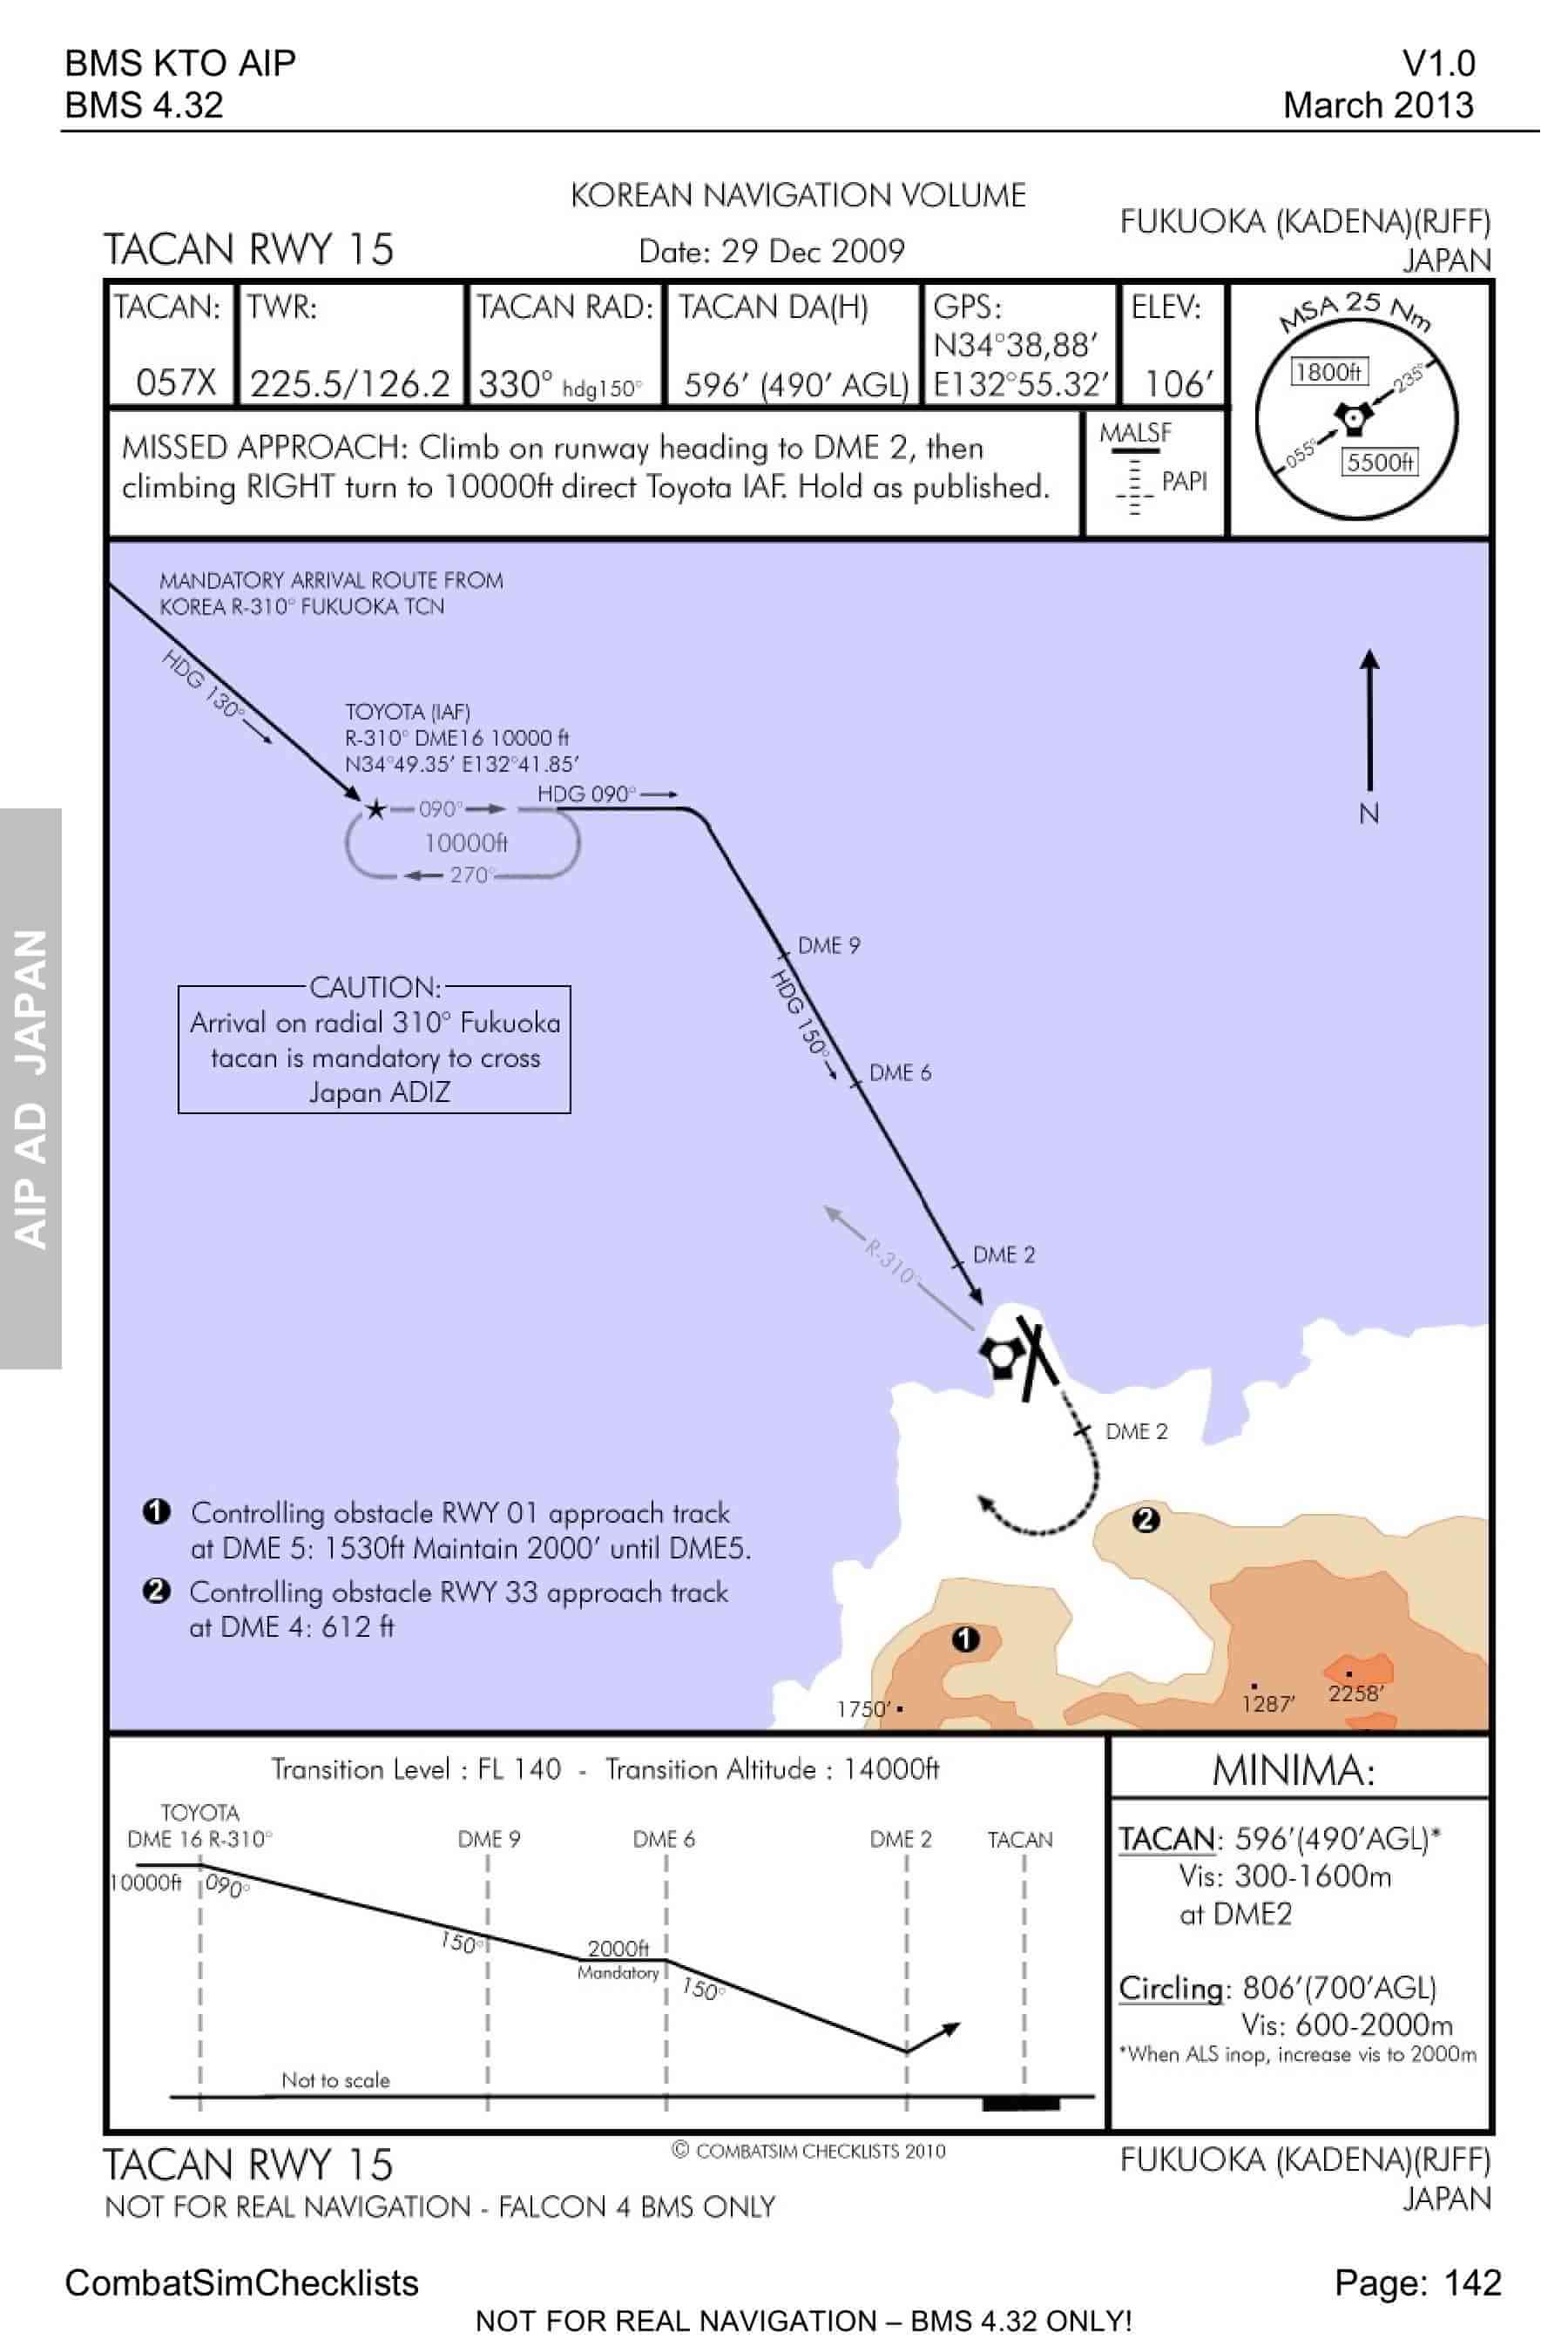 BMS KTO AIP
V1.0
BMS 4.32
March 2013
KOREAN NAVIGATION VOLUME
TACAN RWY 15
Date: 29 Dec 2009
FUKUOKA (KADENA)(RJFF)
JAPAN
TACAN:
057X
TWR:
225.5/126.2
TACAN RAD:
330° hdg150°
TACAN DA(H)
596′ (490′ AGL)
GPS:
N34°38,88′
E132°55.32′
ELEV:
106′
MSA 25 Nm
1800ft
235°
055°
5500ft
MISSED APPROACH: Climb on runway heading to DME 2, then
climbing RIGHT turn to 10000ft direct Toyota IAF. Hold as published.
MALSF
PAPI
MANDATORY ARRIVAL ROUTE FROM
KOREA R-310° FUKUOKA TCN
HDG 130°
TOYOTA (IAF)
R-310° DME16 10000 ft
N34°49.35′ E132°41.85′
HDG 090°
090°
10000ft
270°
N
DME 9
HDG 150°
DME 6
CAUTION:
Arrival on radial 310° Fukuoka
tacan is mandatory to cross
Japan ADIZ
AIP AD JAPAN
R-310°
DME 2
DME 2
1 Controlling obstacle RWY 01 approach track
at DME 5: 1530ft Maintain 2000′ until DME5.
2 Controlling obstacle RWY 33 approach track
at DME 4: 612 ft
2
1
1750′
1287′
2258′
Transition Level : FL 140 - Transition Altitude : 14000ft
TOYOTA
DME 16 R-310°
DME 9
DME 6
DME 2
TACAN
10000ft
090°
150°
2000ft
Mandatory
150°
Not to scale
MINIMA:
TACAN: 596′(490′AGL)*
Vis: 300-1600m
at DME2
Circling: 806′(700′AGL)
Vis: 600-2000m
*When ALS inop, increase vis to 2000m
TACAN RWY 15
© COMBATSIM CHECKLISTS 2010
FUKUOKA (KADENA)(RJFF)
JAPAN
NOT FOR REAL NAVIGATION - FALCON 4 BMS ONLY
CombatSimChecklists
Page: 142
NOT FOR REAL NAVIGATION – BMS 4.32 ONLY!